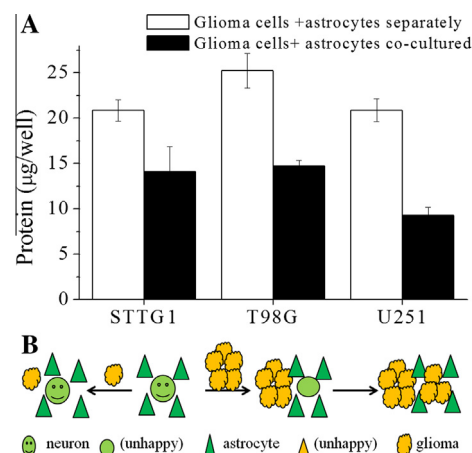 A
Glioma cells +astrocytes separately
Glioma cells+ astrocytes co-cultured
Protein (µg/well)
25
20
15
10
5
0
STTG1 T98G U251
B
neuron (unhappy) astrocyte (unhappy) glioma